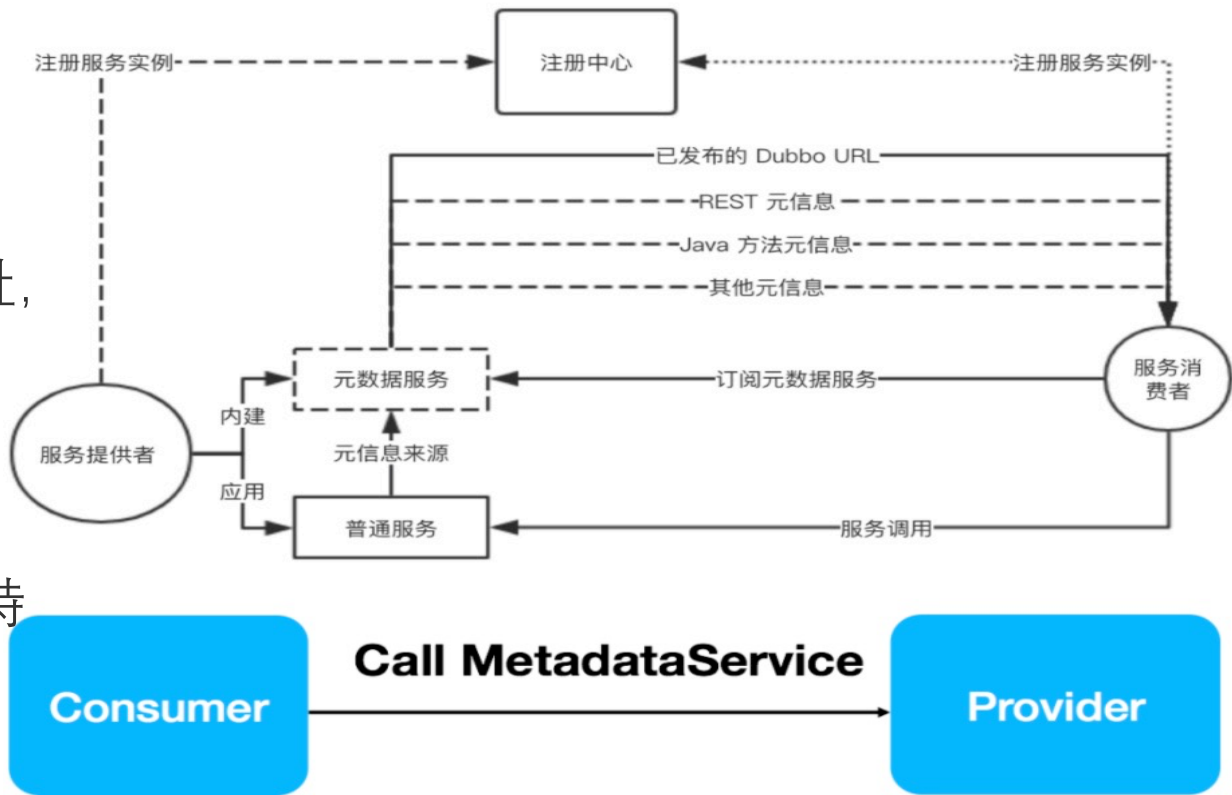 注册服务实例
注册中心
注册服务实例
已发布的 Dubbo URL
REST 元信息
Java 方法元信息
其他元信息
元数据服务
订阅元数据服务
服务消
费者
内建
服务提供者
元信息来源
应用
普通服务
服务调用
Call MetadataService
Consumer
Provider